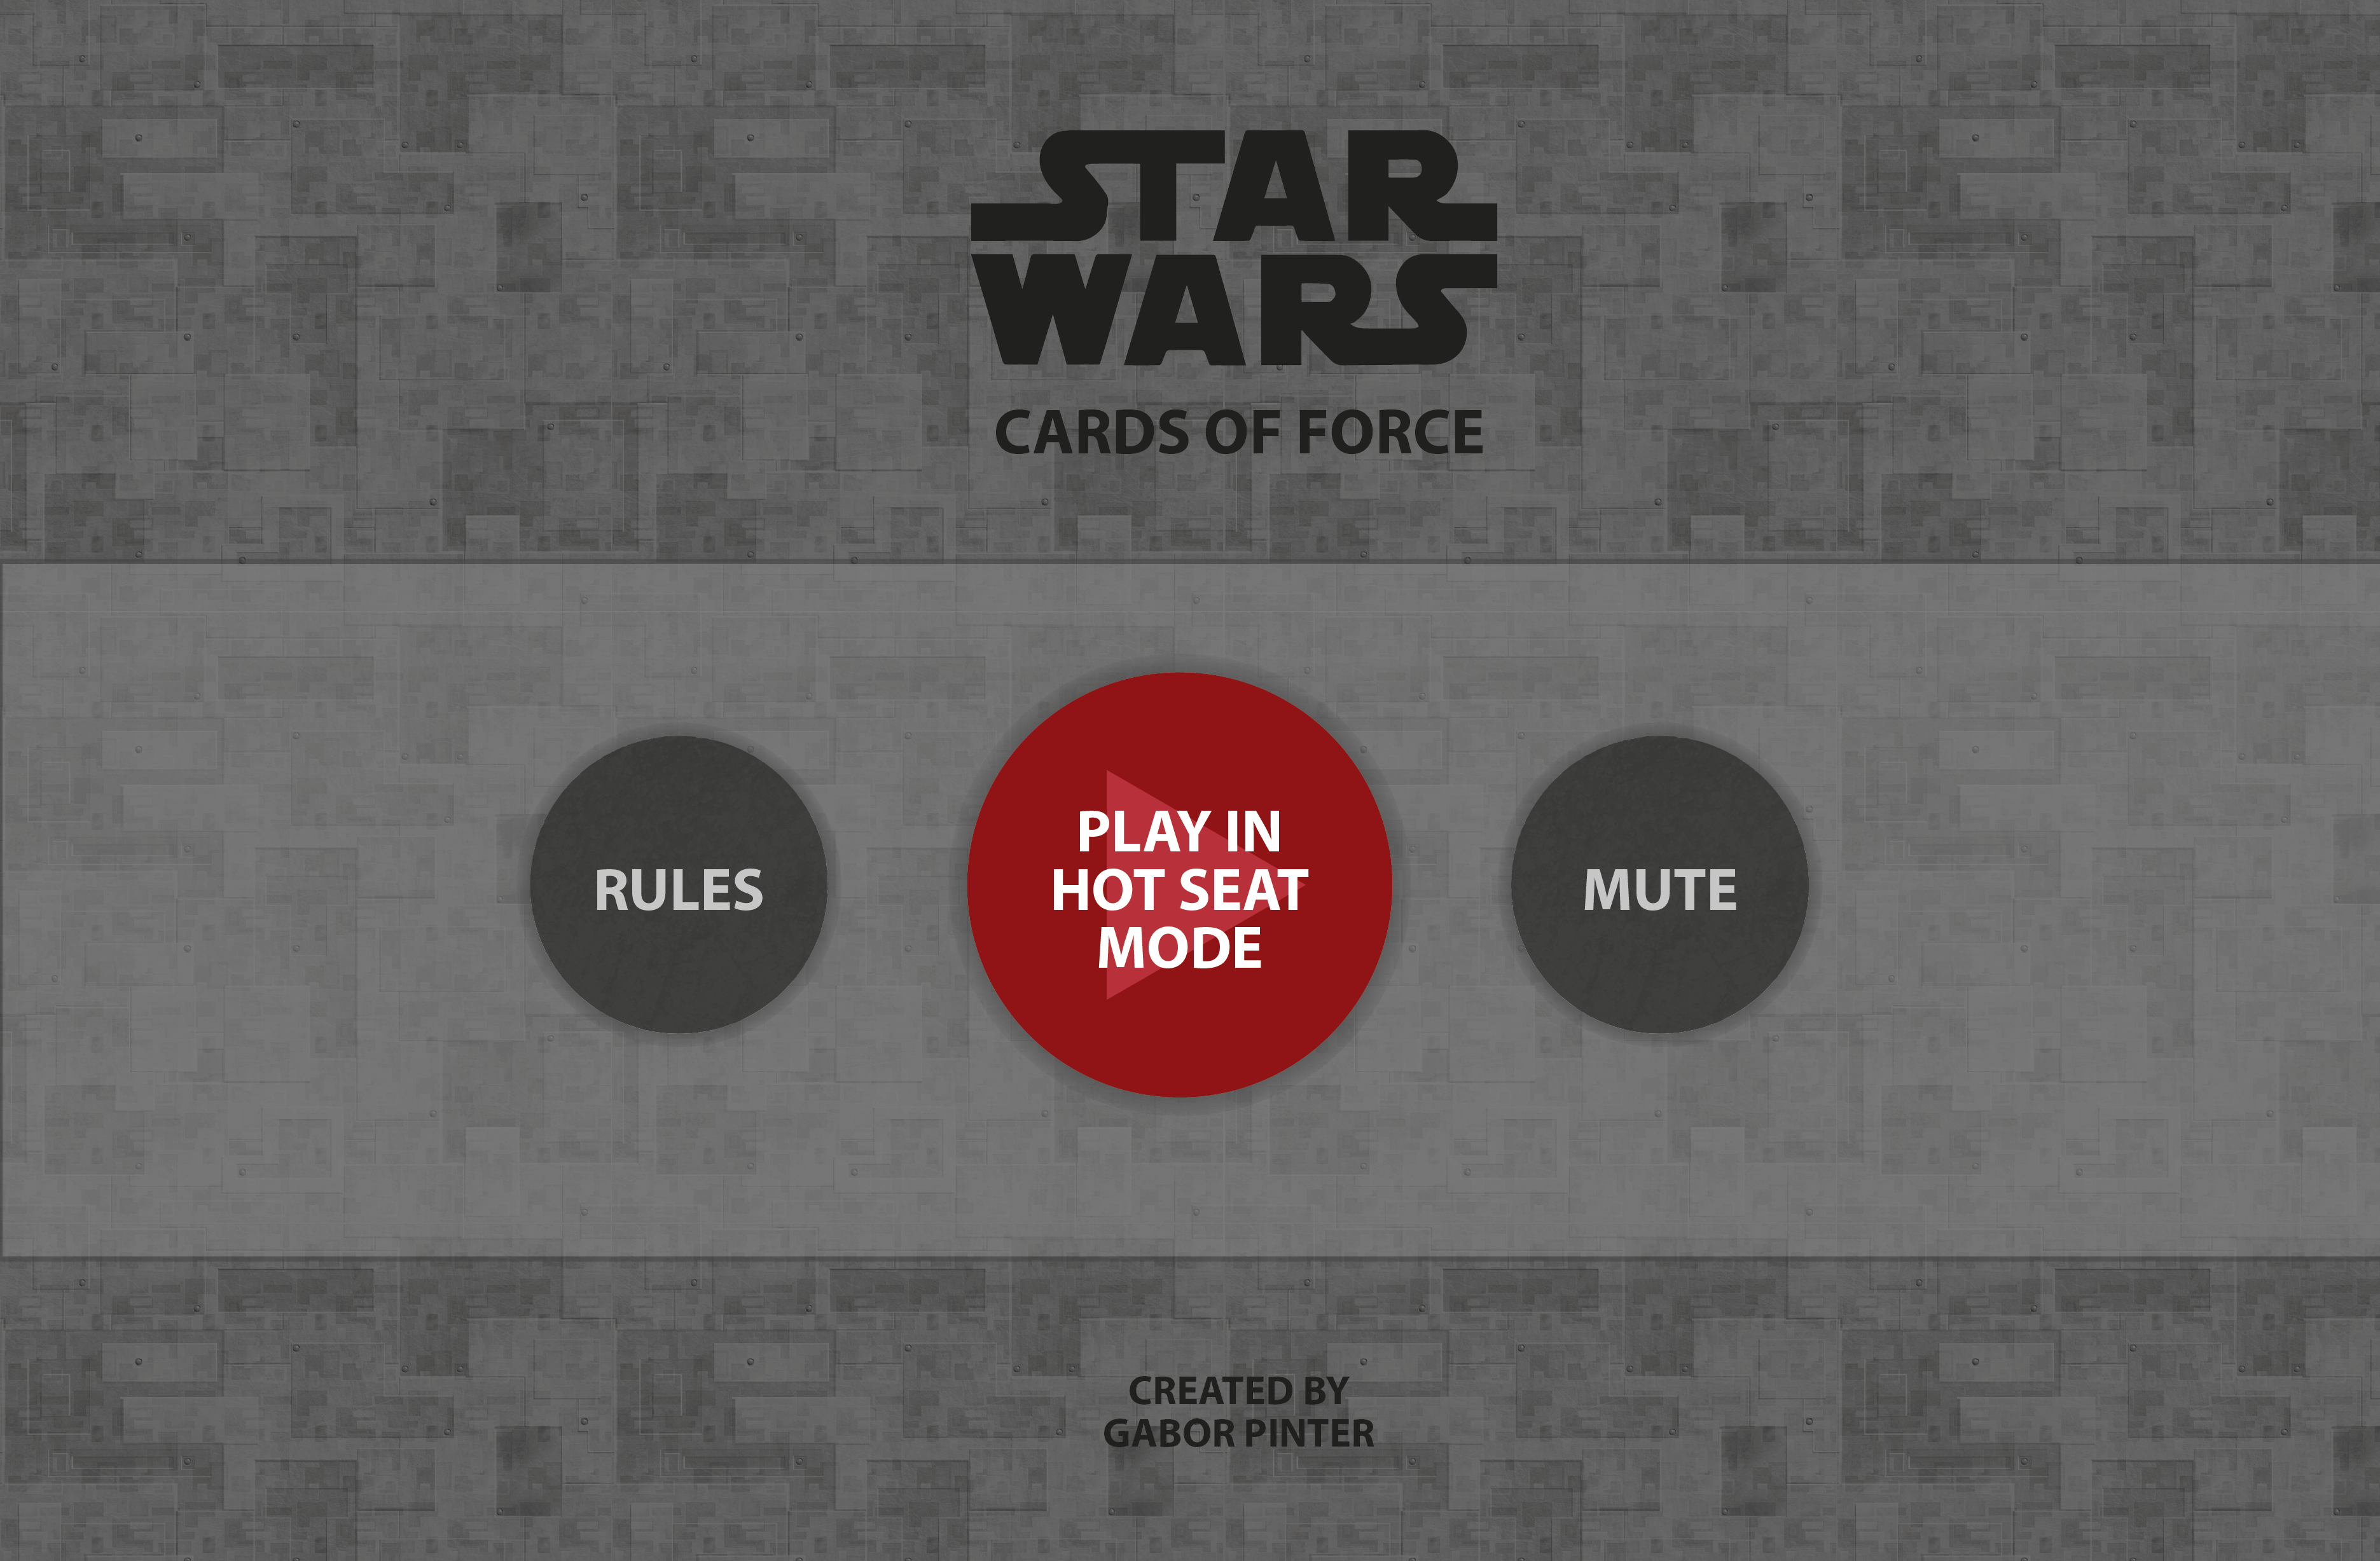 STAR
WARS
CARDS OF FORCE
RULES
PLAY IN
HOT SEAT
MODE
MUTE
CREATED BY
GABOR PINTER